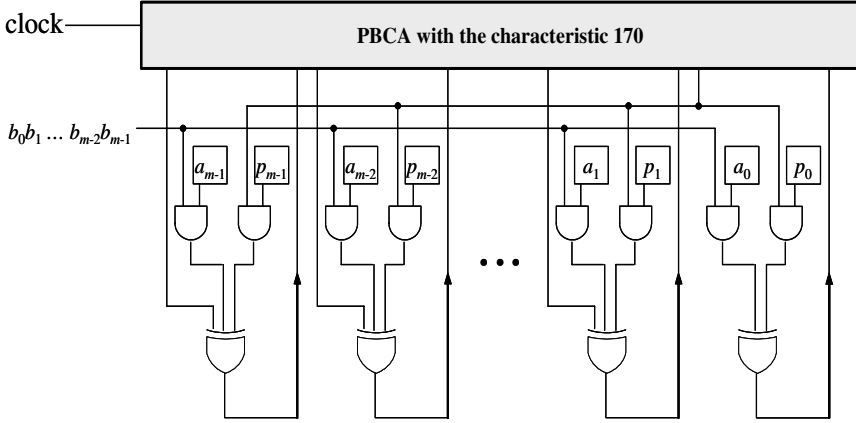 clock
PBCA with the characteristic 170
b₀b₁ ... bₘ₋₂bₘ₋₁
aₘ₋₁ pₘ₋₁ aₘ₋₂ pₘ₋₂ a₁ p₁ a₀ p₀